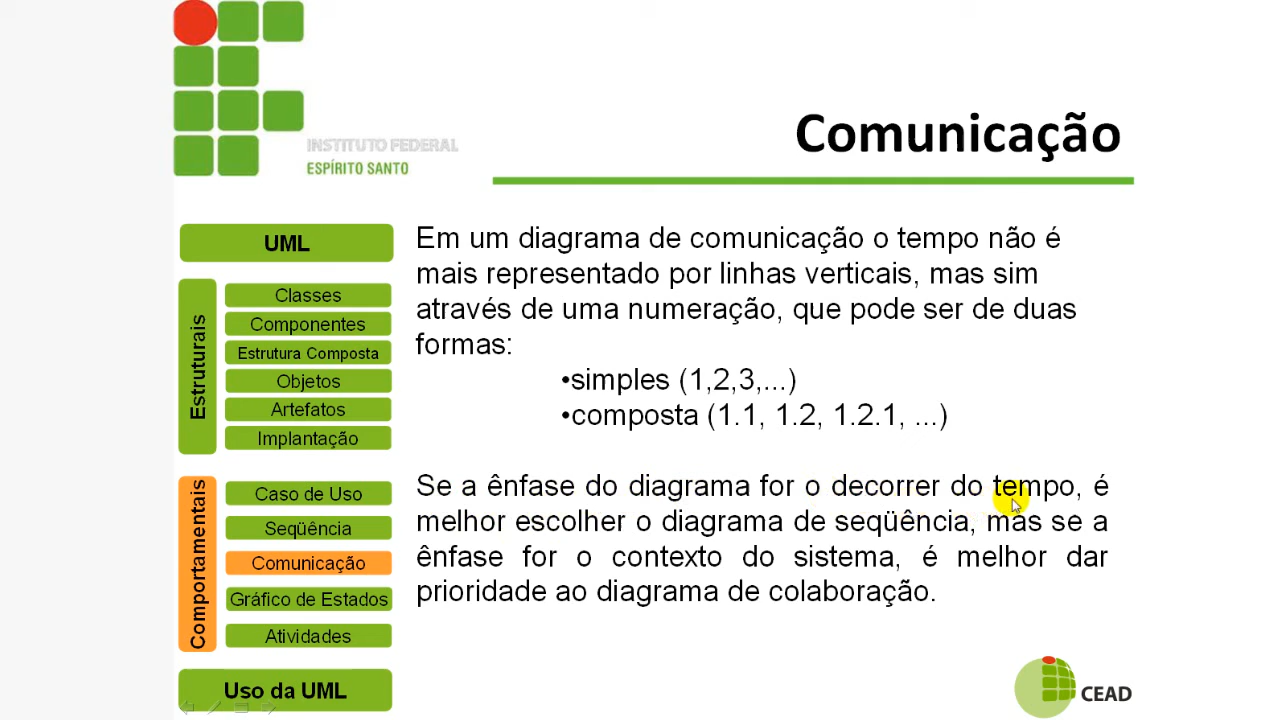 INSTITUTO FEDERAL
ESPÍRITO SANTO
Comunicação
UML
Estruturais
Classes
Componentes
Estrutura Composta
Objetos
Artefatos
Implantação
Comportamentais
Caso de Uso
Seqüência
Comunicação
Gráfico de Estados
Atividades
Uso da UML
Em um diagrama de comunicação o tempo não é
mais representado por linhas verticais, mas sim
através de uma numeração, que pode ser de duas
formas:
•simples (1,2,3,...)
•composta (1.1, 1.2, 1.2.1, ...)
Se a ênfase do diagrama for o decorrer do tempo, é
melhor escolher o diagrama de seqüência, mas se a
ênfase for o contexto do sistema, é melhor dar
prioridade ao diagrama de colaboração.
CEAD